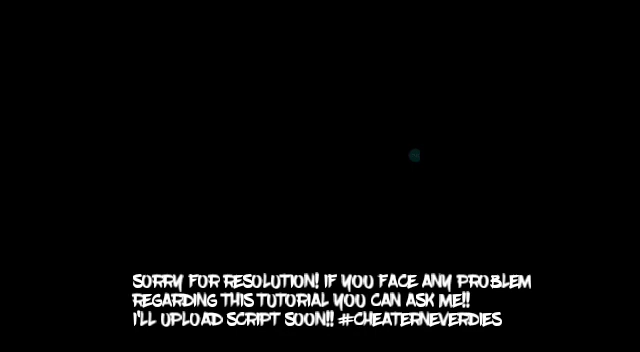 SORRY FOR RESOLUTION! IF YOU FACE ANY PROBLEM
REGARDING THIS TUTORIAL YOU CAN ASK ME!!
I'LL UPLOAD SCRIPT SOON!! #CHEATERNEVERDIES